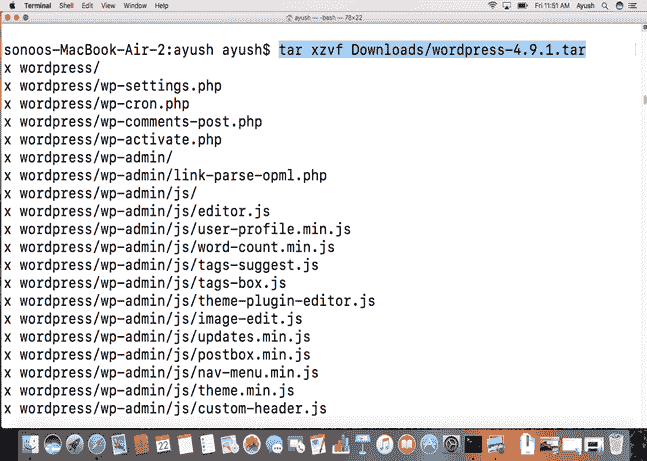 Terminal Shell Edit View Window Help Fri 11:51 AM Ayush
ayush — -bash — 78×22
sonoos-MacBook-Air-2:ayush ayush$ tar xzvf Downloads/wordpress-4.9.1.tar
x wordpress/
x wordpress/wp-settings.php
x wordpress/wp-cron.php
x wordpress/wp-comments-post.php
x wordpress/wp-activate.php
x wordpress/wp-admin/
x wordpress/wp-admin/link-parse-opml.php
x wordpress/wp-admin/js/
x wordpress/wp-admin/js/editor.js
x wordpress/wp-admin/js/user-profile.min.js
x wordpress/wp-admin/js/word-count.min.js
x wordpress/wp-admin/js/tags-suggest.js
x wordpress/wp-admin/js/tags-box.js
x wordpress/wp-admin/js/theme-plugin-editor.js
x wordpress/wp-admin/js/image-edit.js
x wordpress/wp-admin/js/updates.min.js
x wordpress/wp-admin/js/postbox.min.js
x wordpress/wp-admin/js/nav-menu.min.js
x wordpress/wp-admin/js/theme.min.js
x wordpress/wp-admin/js/custom-header.js
22